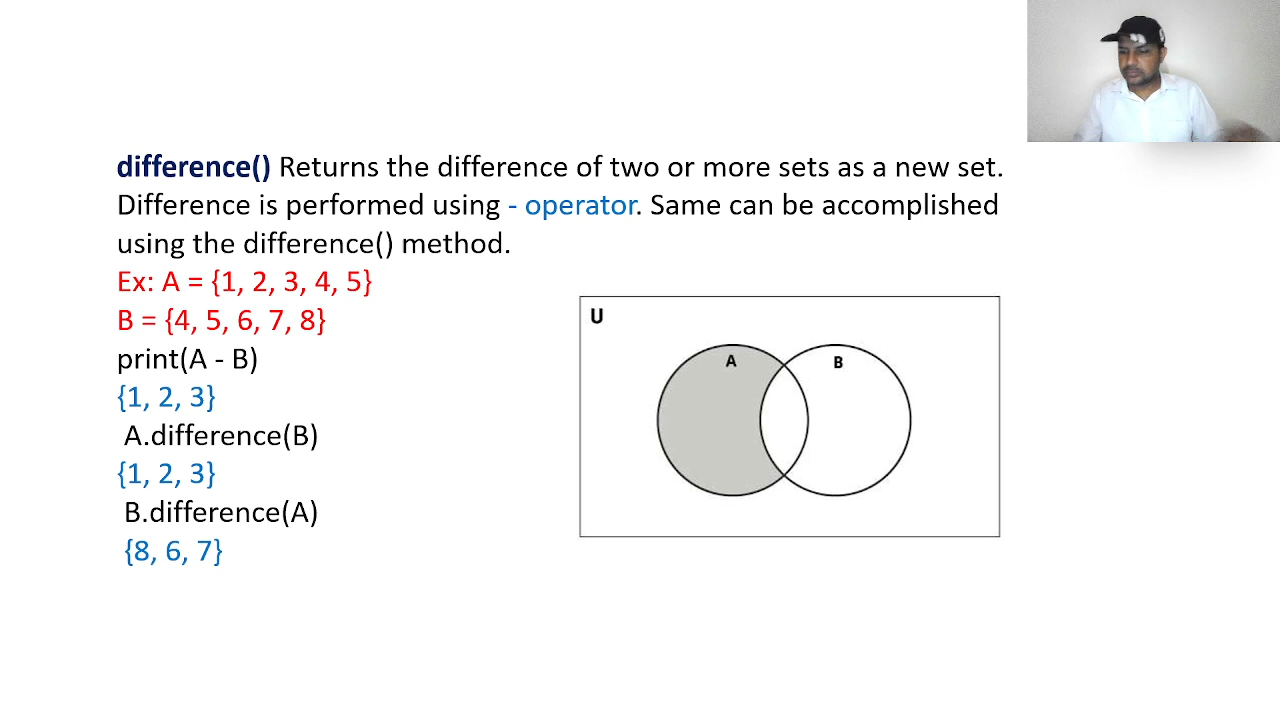 difference() Returns the difference of two or more sets as a new set.
Difference is performed using - operator. Same can be accomplished
using the difference() method.
Ex: A = {1, 2, 3, 4, 5}
B = {4, 5, 6, 7, 8}
print(A - B)
{1, 2, 3}
A.difference(B)
{1, 2, 3}
B.difference(A)
{8, 6, 7}
U
A
B